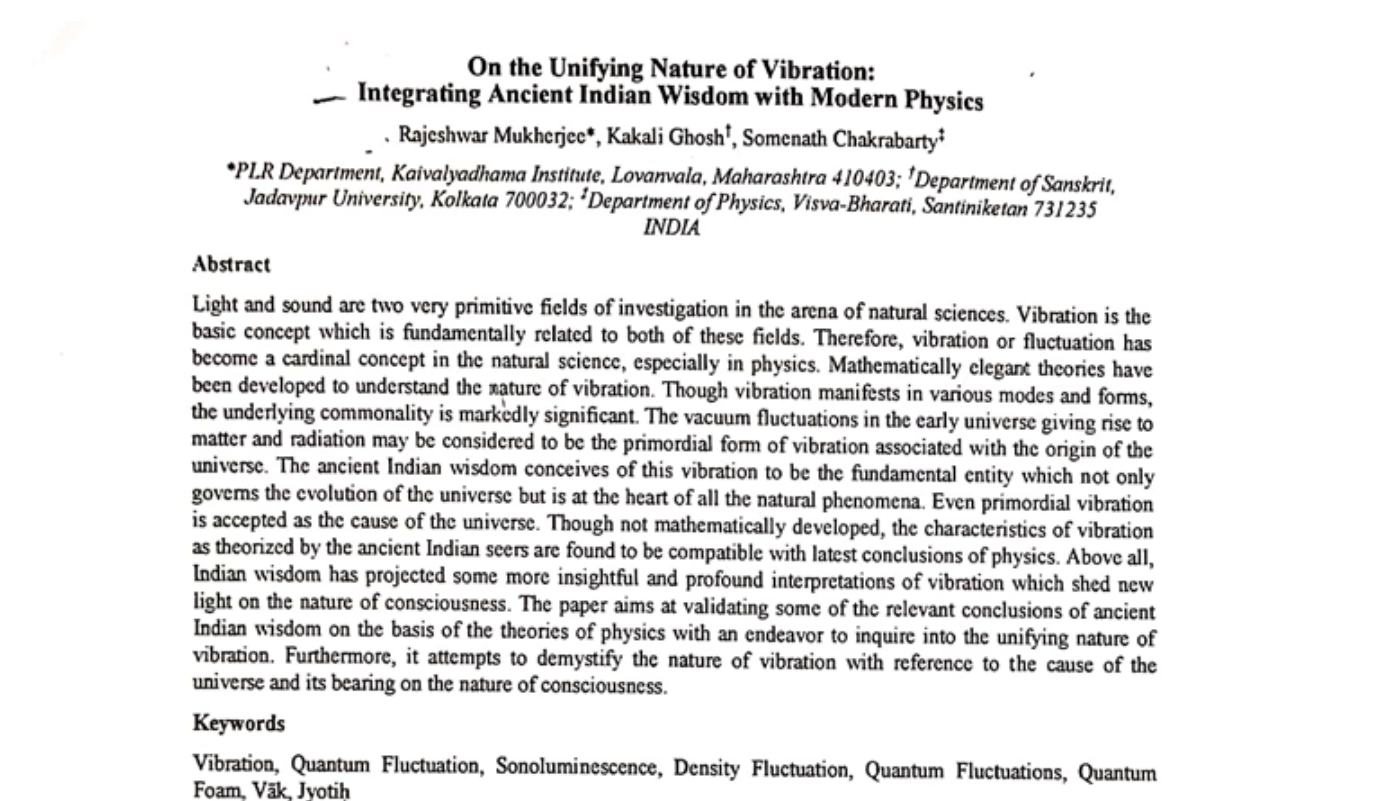 On the Unifying Nature of Vibration:
Integrating Ancient Indian Wisdom with Modern Physics
Rajeshwar Mukherjee*, Kakali Ghosh†, Somenath Chakrabarty‡
*PLR Department, Kaivalyadhama Institute, Lovanvala, Maharashtra 410403; †Department of Sanskrit,
Jadavpur University, Kolkata 700032; ‡Department of Physics, Visva-Bharati, Santiniketan 731235
INDIA
Abstract
Light and sound are two very primitive fields of investigation in the arena of natural sciences. Vibration is the
basic concept which is fundamentally related to both of these fields. Therefore, vibration or fluctuation has
become a cardinal concept in the natural science, especially in physics. Mathematically elegant theories have
been developed to understand the nature of vibration. Though vibration manifests in various modes and forms,
the underlying commonality is markedly significant. The vacuum fluctuations in the early universe giving rise to
matter and radiation may be considered to be the primordial form of vibration associated with the origin of the
universe. The ancient Indian wisdom conceives of this vibration to be the fundamental entity which not only
governs the evolution of the universe but is at the heart of all the natural phenomena. Even primordial vibration
is accepted as the cause of the universe. Though not mathematically developed, the characteristics of vibration
as theorized by the ancient Indian seers are found to be compatible with latest conclusions of physics. Above all,
Indian wisdom has projected some more insightful and profound interpretations of vibration which shed new
light on the nature of consciousness. The paper aims at validating some of the relevant conclusions of ancient
Indian wisdom on the basis of the theories of physics with an endeavor to inquire into the unifying nature of
vibration. Furthermore, it attempts to demystify the nature of vibration with reference to the cause of the
universe and its bearing on the nature of consciousness.
Keywords
Vibration, Quantum Fluctuation, Sonoluminescence, Density Fluctuation, Quantum Fluctuations, Quantum
Foam, Vāk, Jyotiḥ